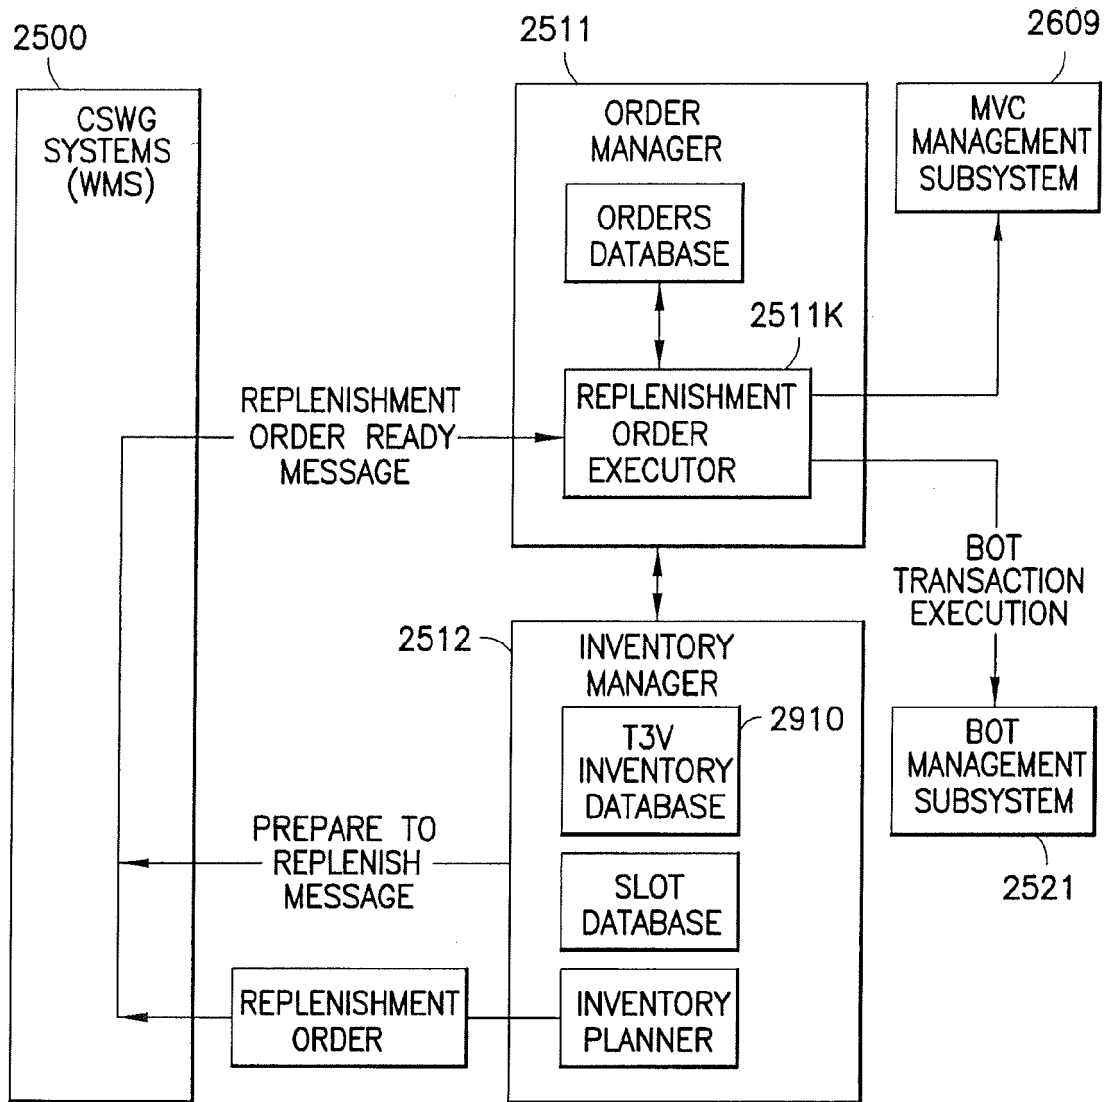 2500
2511
2609
CSWG
SYSTEMS
(WMS)
ORDER
MANAGER
MVC
MANAGEMENT
SUBSYSTEM
ORDERS
DATABASE
2511K
REPLENISHMENT
ORDER READY
MESSAGE
REPLENISHMENT
ORDER
EXECUTOR
BOT
TRANSACTION
EXECUTION
2512
INVENTORY
MANAGER
2910
T3V
INVENTORY
DATABASE
BOT
MANAGEMENT
SUBSYSTEM
2521
PREPARE TO
REPLENISH
MESSAGE
SLOT
DATABASE
REPLENISHMENT
ORDER
INVENTORY
PLANNER